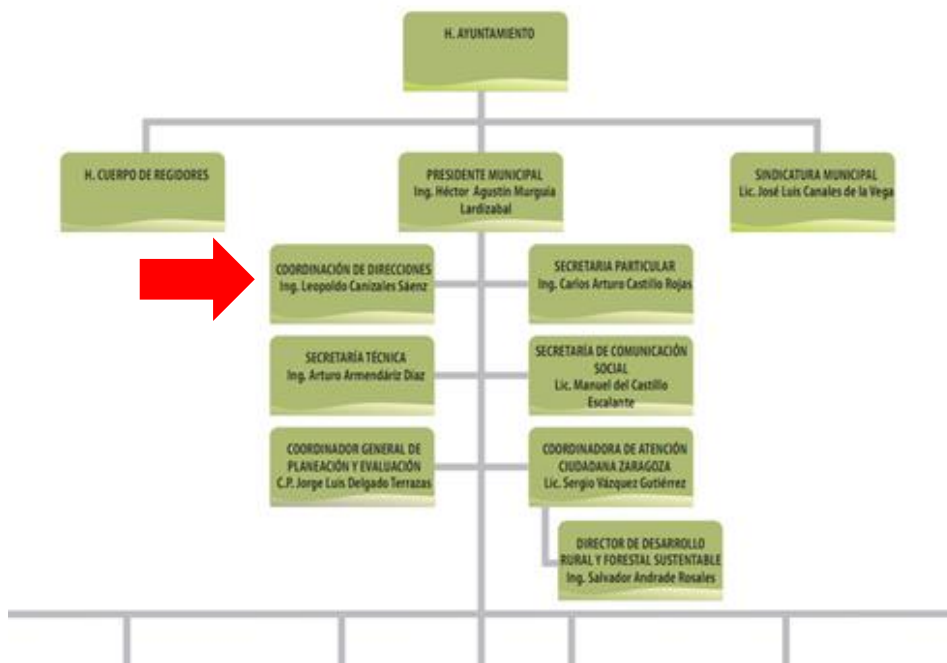 H. AYUNTAMIENTO
H. CUERPO DE REGIDORES
PRESIDENTE MUNICIPAL
Ing. Héctor Agustín Murguia
Lardizabal
SINDICATURA MUNICIPAL
Lic. José Luis Canales de la Vega
COORDINACIÓN DE DIRECCIONES
Ing. Leopoldo Canizales Sáenz
SECRETARIA PARTICULAR
Ing. Carlos Arturo Castillo Rojas
SECRETARÍA TÉCNICA
Ing. Arturo Armendáriz Díaz
SECRETARÍA DE COMUNICACIÓN
SOCIAL
Lic. Manuel del Castillo
Escalante
COORDINADOR GENERAL DE
PLANEACIÓN Y EVALUACIÓN
C.P. Jorge Luis Delgado Terrazas
COORDINADORA DE ATENCIÓN
CIUDADANA ZARAGOZA
Lic. Sergio Vázquez Gutiérrez
DIRECTOR DE DESARROLLO
RURAL Y FORESTAL SUSTENTABLE
Ing. Salvador Andrade Rosales